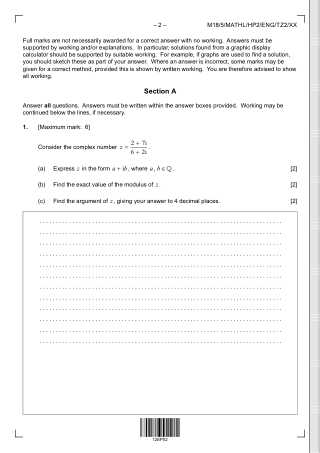 – 2 –
M18/5/MATHL/HP2/ENG/TZ2/XX
Full marks are not necessarily awarded for a correct answer with no working. Answers must be
supported by working and/or explanations. In particular, solutions found from a graphic display
calculator should be supported by suitable working. For example, if graphs are used to find a solution,
you should sketch these as part of your answer. Where an answer is incorrect, some marks may be
given for a correct method, provided this is shown by written working. You are therefore advised to show
all working.
Section A
Answer all questions. Answers must be written within the answer boxes provided. Working may be
continued below the lines, if necessary.
1. [Maximum mark: 6]
Consider the complex number z = (2 + 7i)/(6 + 2i).
(a) Express z in the form a + ib, where a, b ∈ ℚ. [2]
(b) Find the exact value of the modulus of z. [2]
(c) Find the argument of z, giving your answer to 4 decimal places. [2]
12EP02